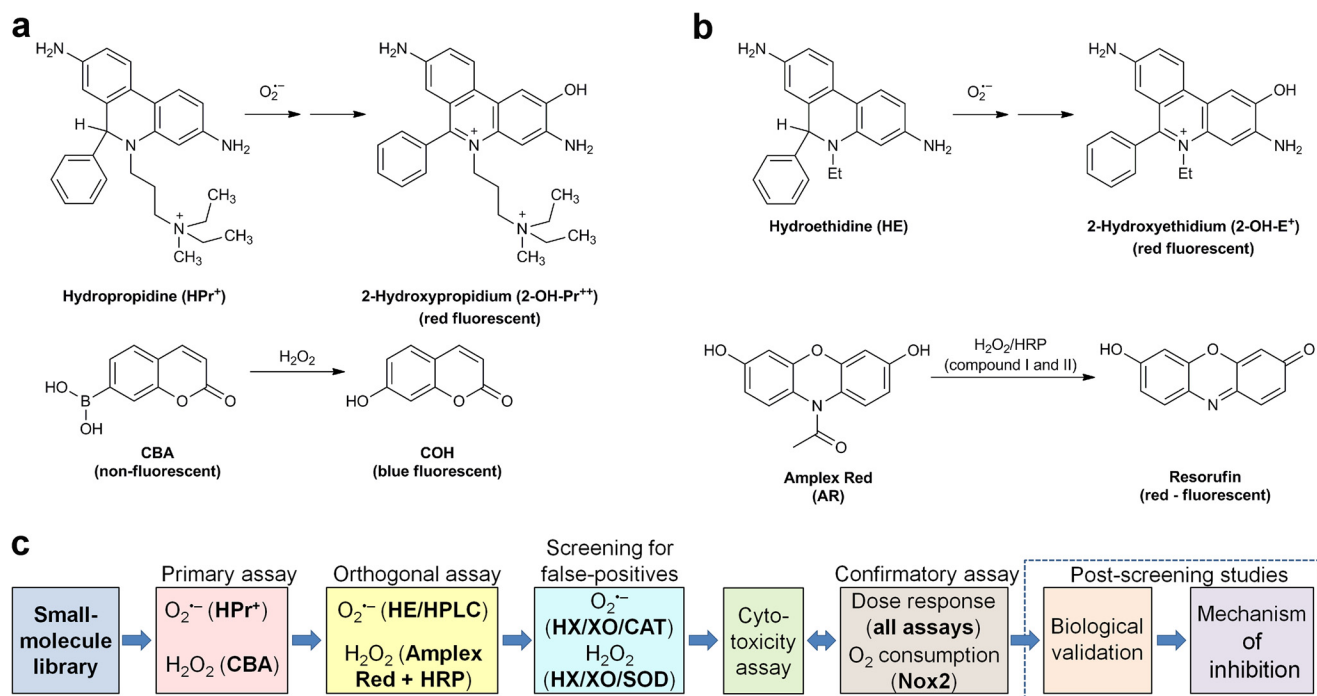 a
H₂N
O₂•−
H₂N
OH
H
N
NH₂
N
+
NH₂
CH₃
+
N
CH₃
CH₃
CH₃
+
N
CH₃
CH₃
Hydropropidine (HPr⁺)
2-Hydroxypropidium (2-OH-Pr⁺⁺)
(red fluorescent)
HO
B
OH
O
O
H₂O₂
HO
O
O
CBA
(non-fluorescent)
COH
(blue fluorescent)
b
H₂N
O₂•−
H₂N
OH
H
N
NH₂
Et
N
+
NH₂
Et
Hydroethidine (HE)
2-Hydroxyethidium (2-OH-E⁺)
(red fluorescent)
HO
O
OH
N
O
H₂O₂/HRP
(compound I and II)
HO
O
O
N
Amplex Red
(AR)
Resorufin
(red - fluorescent)
c
Small-
molecule
library
Primary assay
O₂•− (HPr⁺)
H₂O₂ (CBA)
Orthogonal assay
O₂•− (HE/HPLC)
H₂O₂ (Amplex
Red + HRP)
Screening for
false-positives
O₂•−
(HX/XO/CAT)
H₂O₂
(HX/XO/SOD)
Cyto-
toxicity
assay
Confirmatory assay
Dose response
(all assays)
O₂ consumption
(Nox2)
Post-screening studies
Biological
validation
Mechanism
of
inhibition